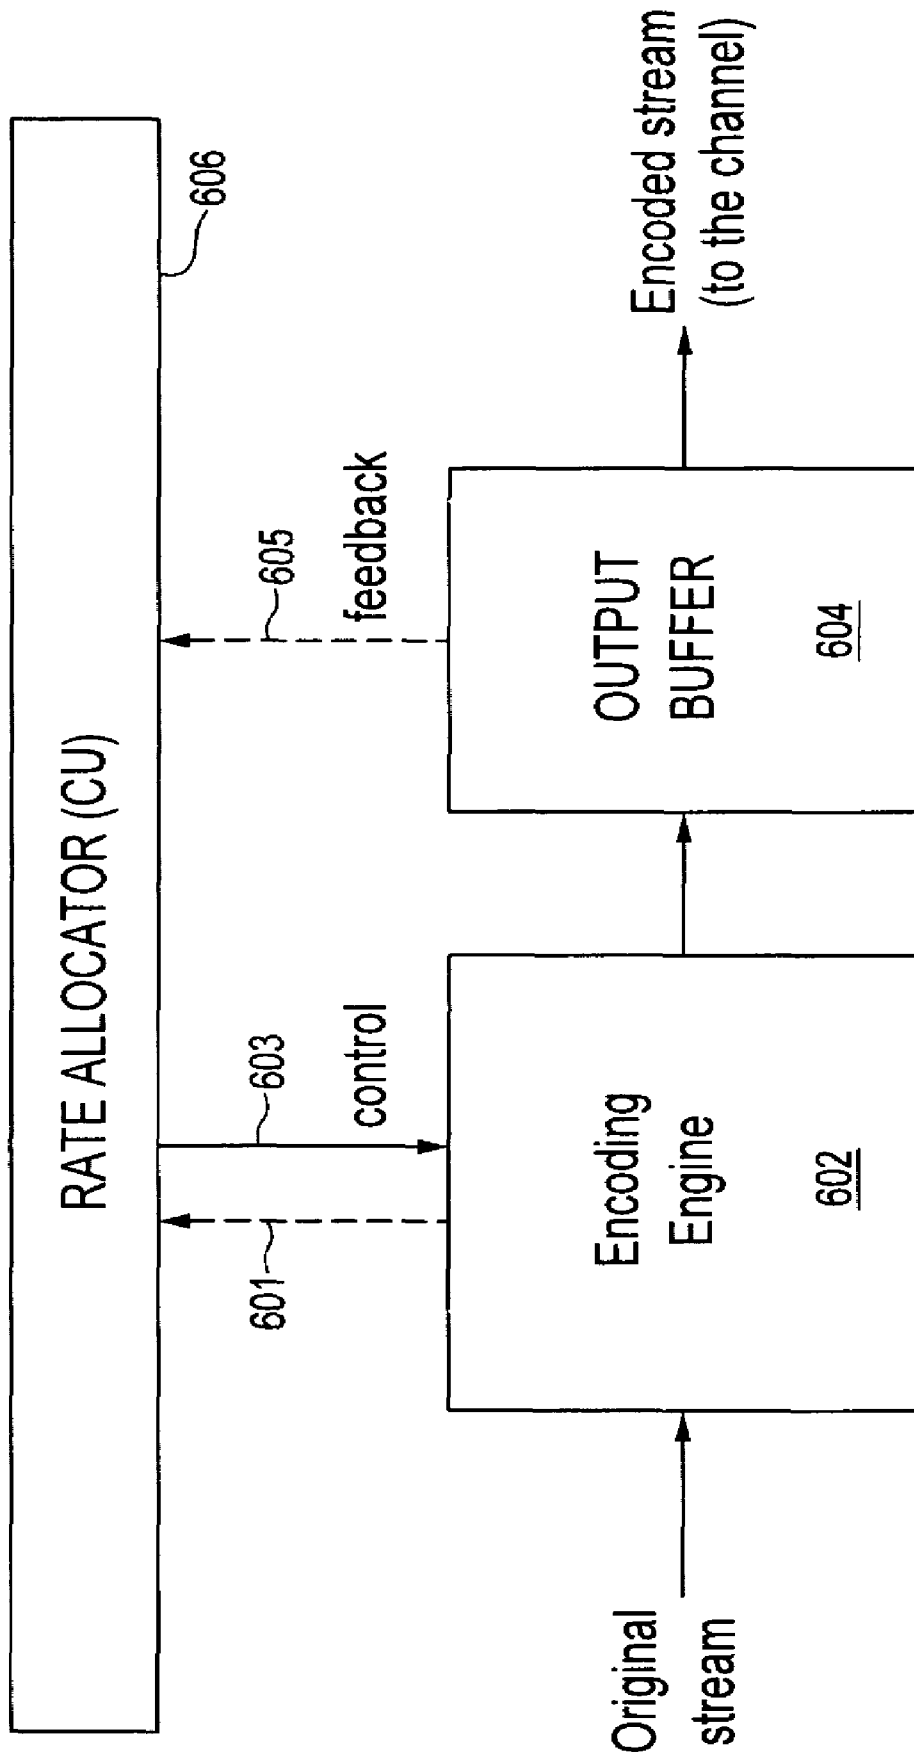 RATE ALLOCATOR (CU)
606
601
603
control
605
feedback
Original
stream
Encoding
Engine
602
OUTPUT
BUFFER
604
Encoded stream
(to the channel)